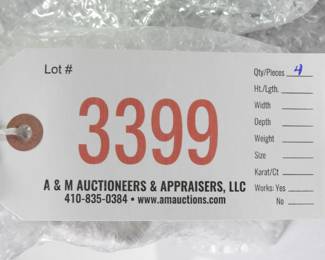 Lot #
3399
A & M AUCTIONEERS & APPRAISERS, LLC
410-835-0384 • www.amauctions.com
Qty/Pieces 4
Ht./Lgth.
Width
Depth
Weight
Size
Karat/Ct
Works: Yes
No